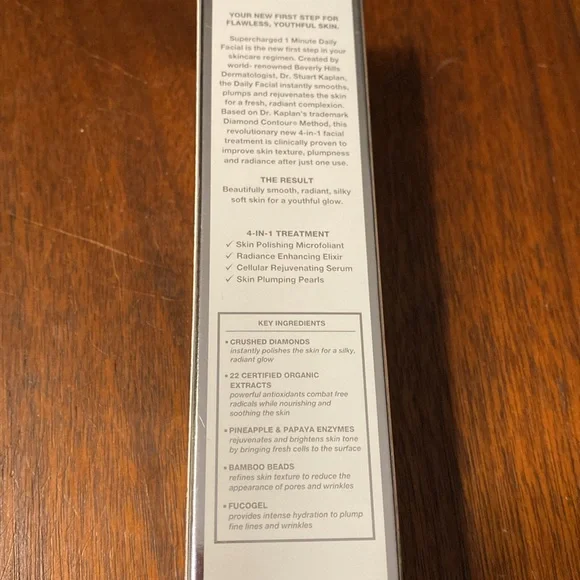 YOUR NEW FIRST STEP FOR
FLAWLESS, YOUTHFUL SKIN.
Supercharged 1 Minute Daily
Facial is the new first step in your
skincare regimen. Created by
world- renowned Beverly Hills
Dermatologist, Dr. Stuart Kaplan,
the Daily Facial instantly smooths,
plumps and rejuvenates the skin
for a fresh, radiant complexion.
Based on Dr. Kaplan's trademark
Diamond Contour® Method, this
revolutionary new 4-in-1 facial
treatment is clinically proven to
improve skin texture, plumpness
and radiance after just one use.
THE RESULT
Beautifully smooth, radiant, silky
soft skin for a youthful glow.
4-IN-1 TREATMENT
✓ Skin Polishing Microfoliant
✓ Radiance Enhancing Elixir
✓ Cellular Rejuvenating Serum
✓ Skin Plumping Pearls
KEY INGREDIENTS
• CRUSHED DIAMONDS
instantly polishes the skin for a silky,
radiant glow
• 22 CERTIFIED ORGANIC
EXTRACTS
powerful antioxidants combat free
radicals while nourishing and
soothing the skin
• PINEAPPLE & PAPAYA ENZYMES
rejuvenates and brightens skin tone
by bringing fresh cells to the surface
• BAMBOO BEADS
refines skin texture to reduce the
appearance of pores and wrinkles
• FUCOGEL
provides intense hydration to plump
fine lines and wrinkles